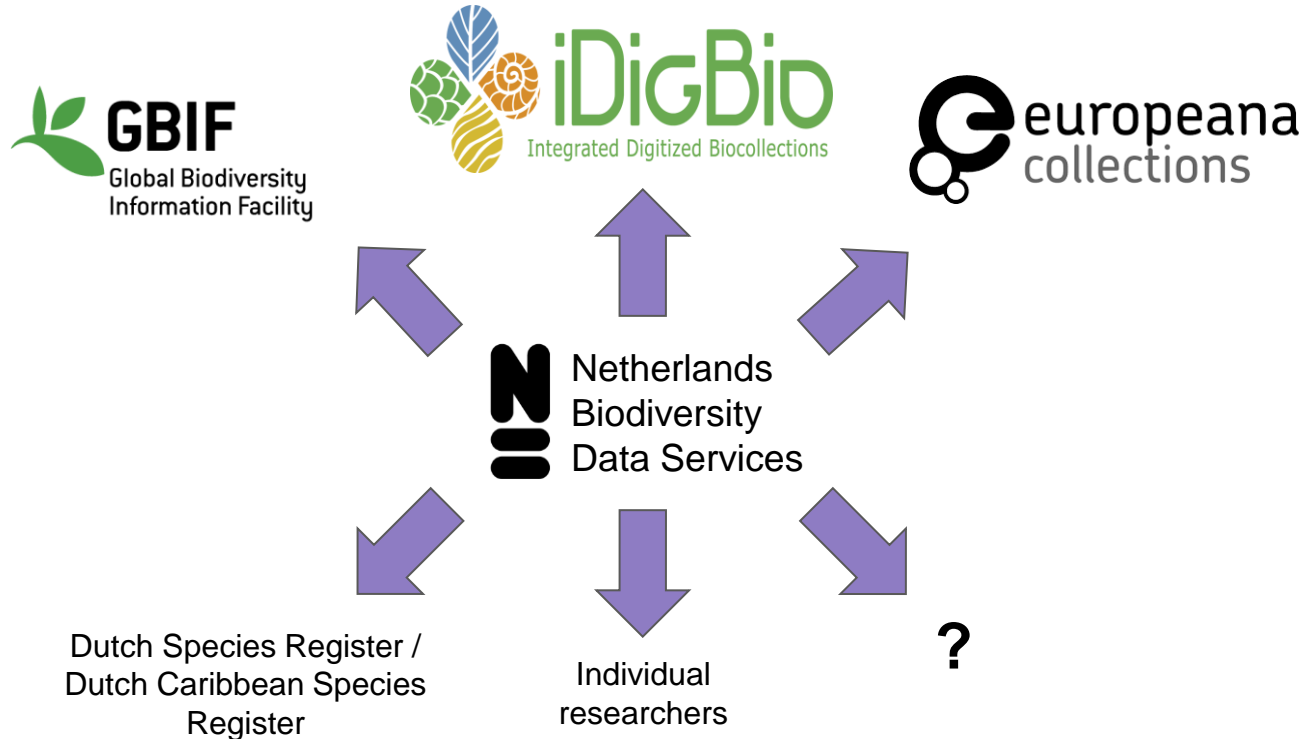 iDigBio
Integrated Digitized Biocollections
GBIF
Global Biodiversity
Information Facility
europeana
collections
N
Netherlands
Biodiversity
Data Services
Dutch Species Register /
Dutch Caribbean Species
Register
Individual
researchers
?